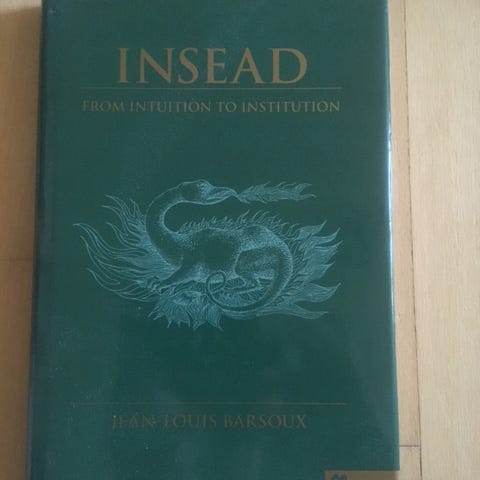 INSEAD
FROM INTUITION TO INSTITUTION
JEAN-LOUIS BARSOUX